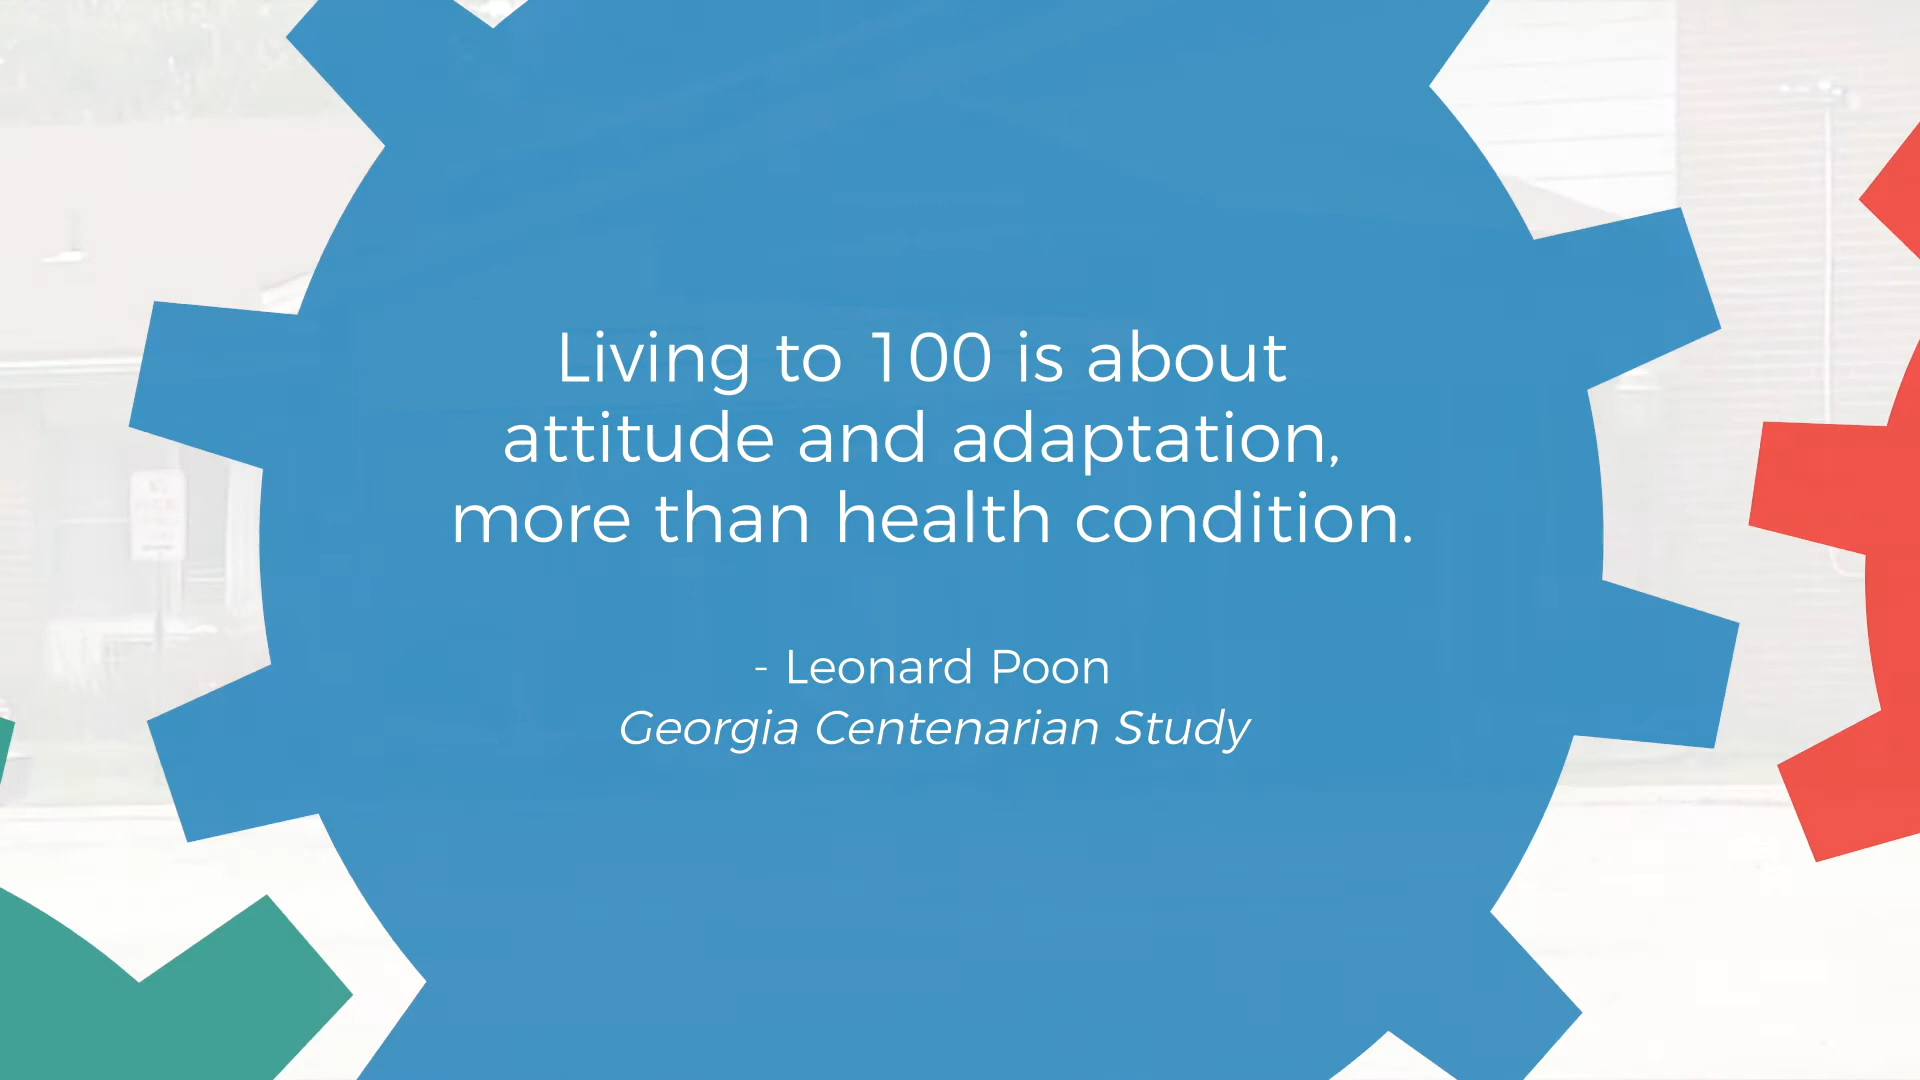 Living to 100 is about
attitude and adaptation,
more than health condition.
- Leonard Poon
Georgia Centenarian Study